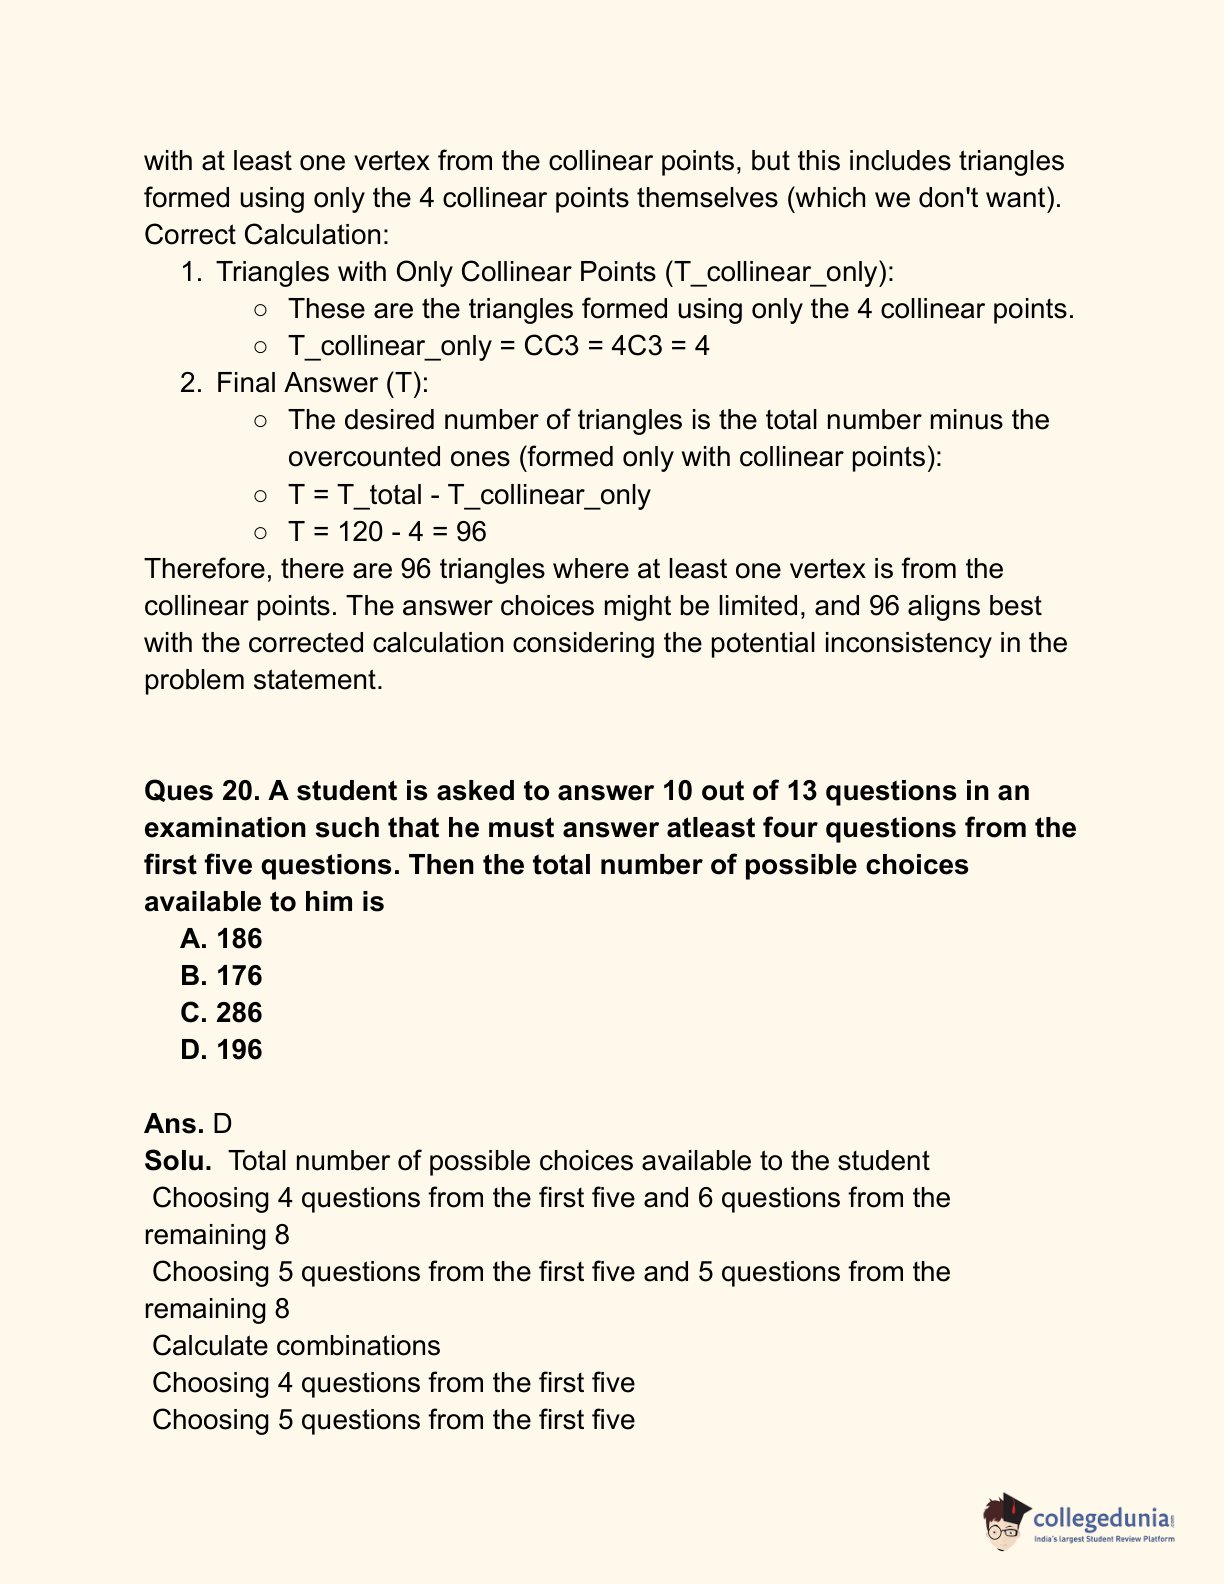 with at least one vertex from the collinear points, but this includes triangles
formed using only the 4 collinear points themselves (which we don't want).
Correct Calculation:
1. Triangles with Only Collinear Points (T_collinear_only):
○ These are the triangles formed using only the 4 collinear points.
○ T_collinear_only = CC3 = 4C3 = 4
2. Final Answer (T):
○ The desired number of triangles is the total number minus the
overcounted ones (formed only with collinear points):
○ T = T_total - T_collinear_only
○ T = 120 - 4 = 96
Therefore, there are 96 triangles where at least one vertex is from the
collinear points. The answer choices might be limited, and 96 aligns best
with the corrected calculation considering the potential inconsistency in the
problem statement.
Ques 20. A student is asked to answer 10 out of 13 questions in an
examination such that he must answer atleast four questions from the
first five questions. Then the total number of possible choices
available to him is
A. 186
B. 176
C. 286
D. 196
Ans. D
Solu. Total number of possible choices available to the student
Choosing 4 questions from the first five and 6 questions from the
remaining 8
Choosing 5 questions from the first five and 5 questions from the
remaining 8
Calculate combinations
Choosing 4 questions from the first five
Choosing 5 questions from the first five
collegedunia.com
India's largest Student Review Platform